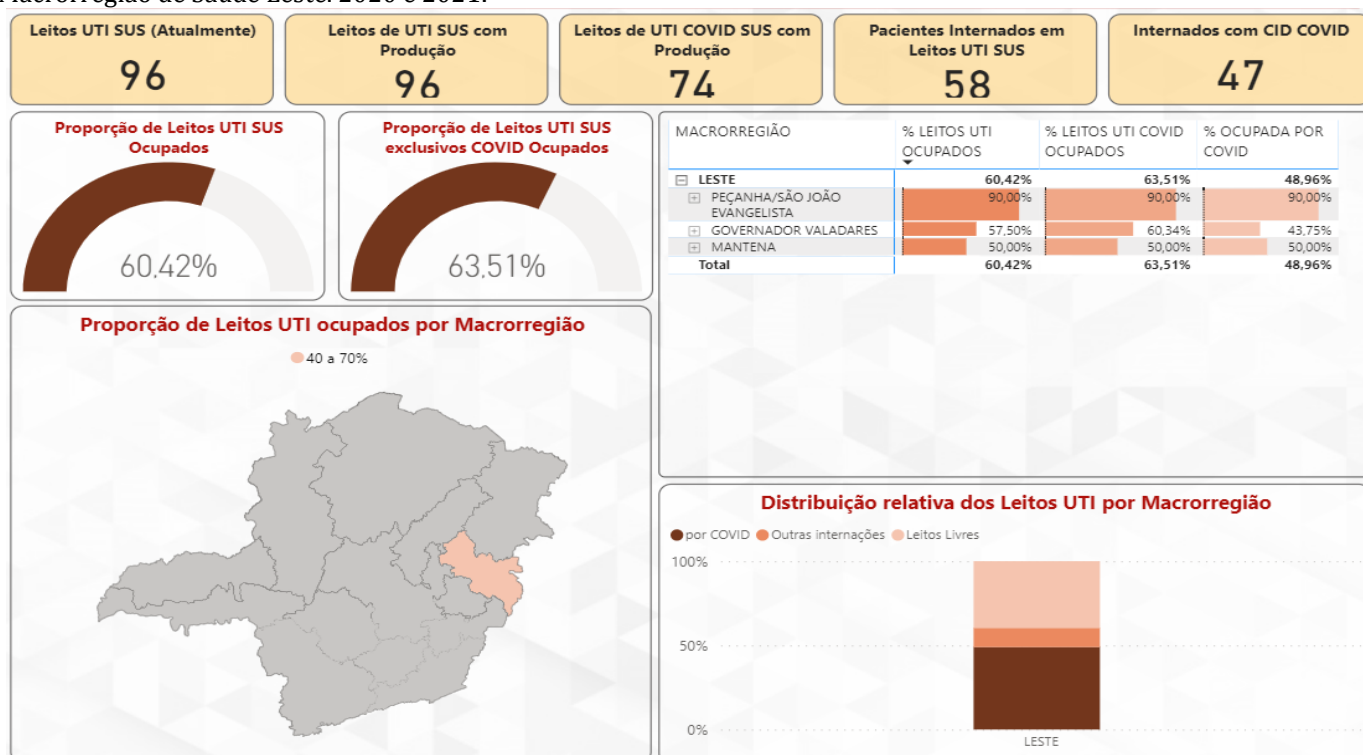 Macrorregião de saúde Leste. 2020 e 2021.
Leitos UTI SUS (Atualmente)
96
Leitos de UTI SUS com
Produção
96
Leitos de UTI COVID SUS com
Produção
74
Pacientes Internados em
Leitos UTI SUS
58
Internados com CID COVID
47
Proporção de Leitos UTI SUS
Ocupados
60,42%
Proporção de Leitos UTI SUS
exclusivos COVID Ocupados
63,51%
MACRORREGIÃO % LEITOS UTI OCUPADOS % LEITOS UTI COVID OCUPADOS % OCUPADA POR COVID
LESTE 60,42% 63,51% 48,96%
PEÇANHA/SÃO JOÃO 90,00% 90,00% 90,00%
EVANGELISTA
GOVERNADOR VALADARES 57,50% 60,34% 43,75%
MANTENA 50,00% 50,00% 50,00%
Total 60,42% 63,51% 48,96%
Proporção de Leitos UTI ocupados por Macrorregião
40 a 70%
Distribuição relativa dos Leitos UTI por Macrorregião
por COVID Outras internações Leitos Livres
100%
50%
0%
LESTE